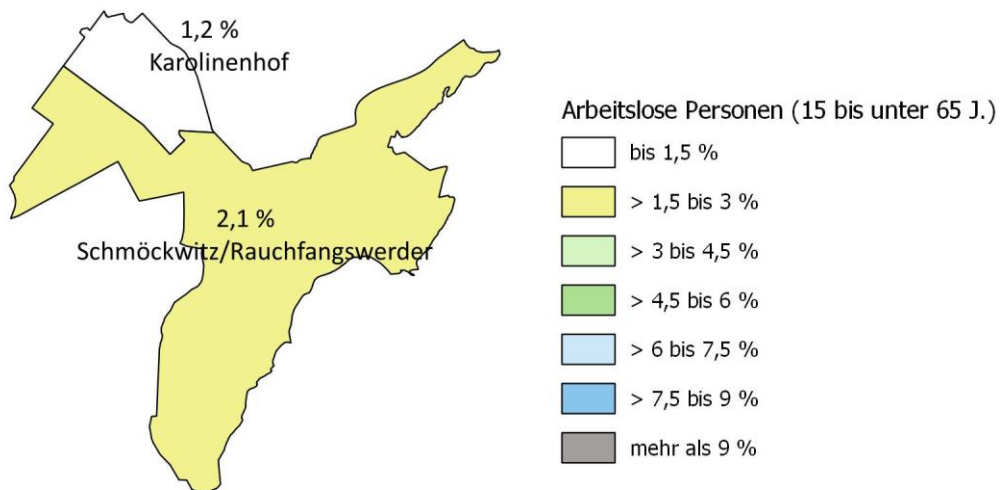 1,2 %
Karolinenhof
2,1 %
Schmöckwitz/Rauchfangswerder
Arbeitslose Personen (15 bis unter 65 J.)
bis 1,5 %
> 1,5 bis 3 %
> 3 bis 4,5 %
> 4,5 bis 6 %
> 6 bis 7,5 %
> 7,5 bis 9 %
mehr als 9 %